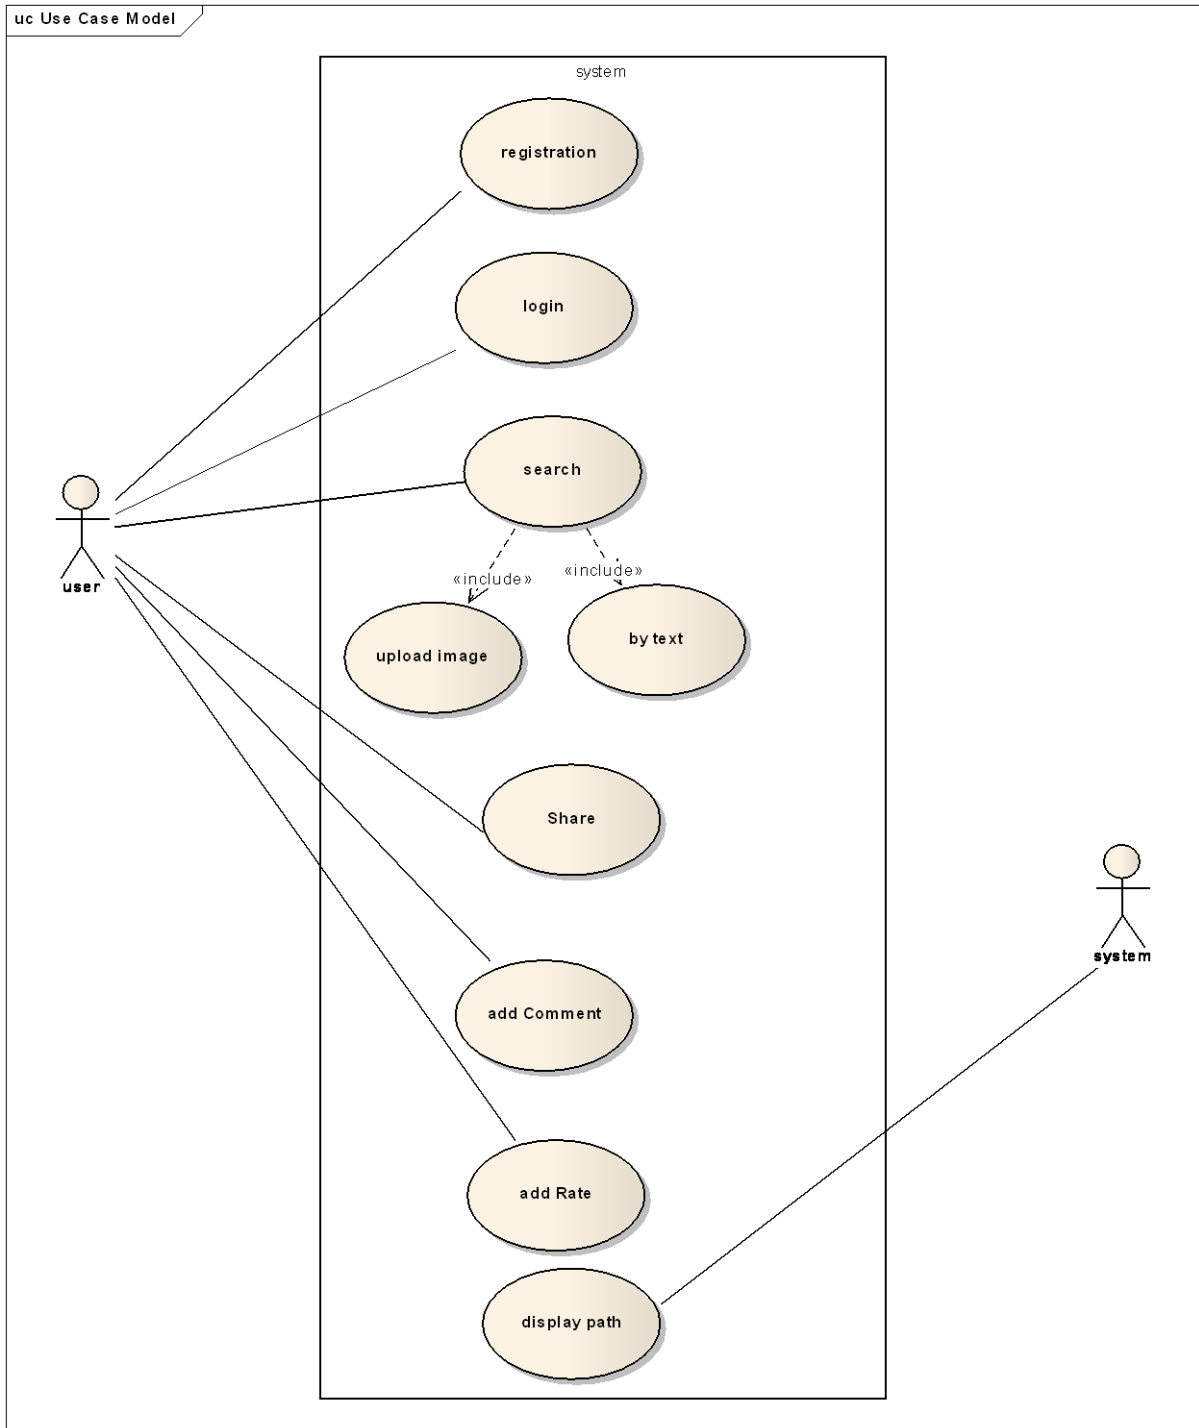 uc Use Case Model
system
registration
login
search
user
«include»
«include»
upload image
by text
Share
system
add Comment
add Rate
display path